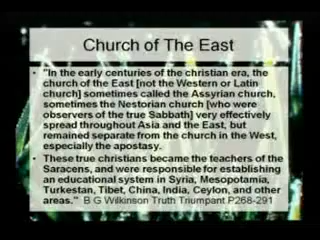 Church of The East
• "In the early centuries of the christian era, the
church of the East [not the Western or Latin
church] sometimes called the Assyrian church,
sometimes the Nestorian church [who were
observers of the true Sabbath] very effectively
spread throughout Asia and the East, but
remained separate from the church in the West,
especially the apostasy.
• These true christians became the teachers of the
Saracens, and were responsible for establishing
an educational system in Syria, Mesopotamia,
Turkestan, Tibet, China, India, Ceylon, and other
areas." B G Wilkinson Truth Triumpant P268-291